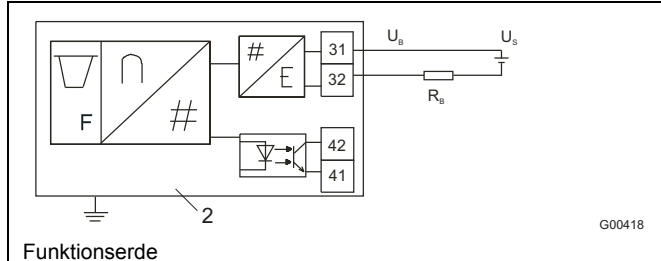 # E
31
32
U_B
U_S
R_B
F
∩
#
42
41
2
G00418
Funktionserde